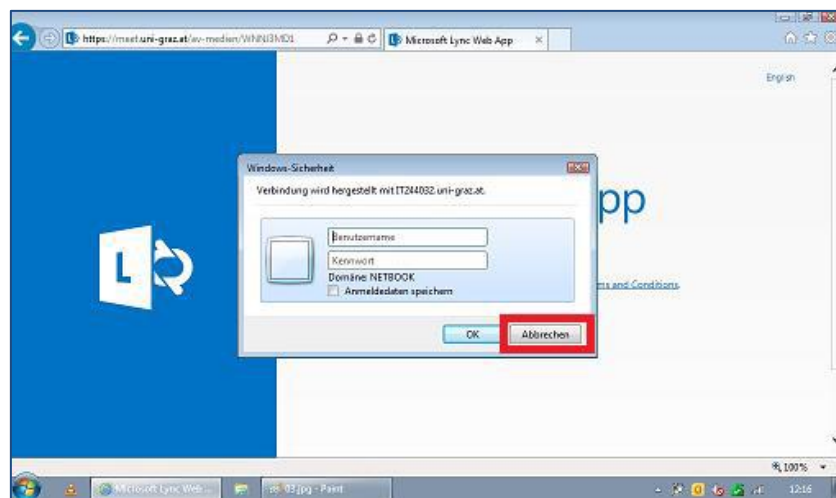 https://meet.uni-graz.at/av-medien/
Microsoft Lync Web App
English
Windows-Sicherheit
Verbindung wird hergestellt mit IT244032.uni-graz.at.
pp
Benutzername
Kennwort
Domäne: NETBOOK
Anmeldedaten speichern
and Conditions.
OK
Abbrechen
L
100%
Microsoft Lync Web ...
03.jpg - Paint
12:16